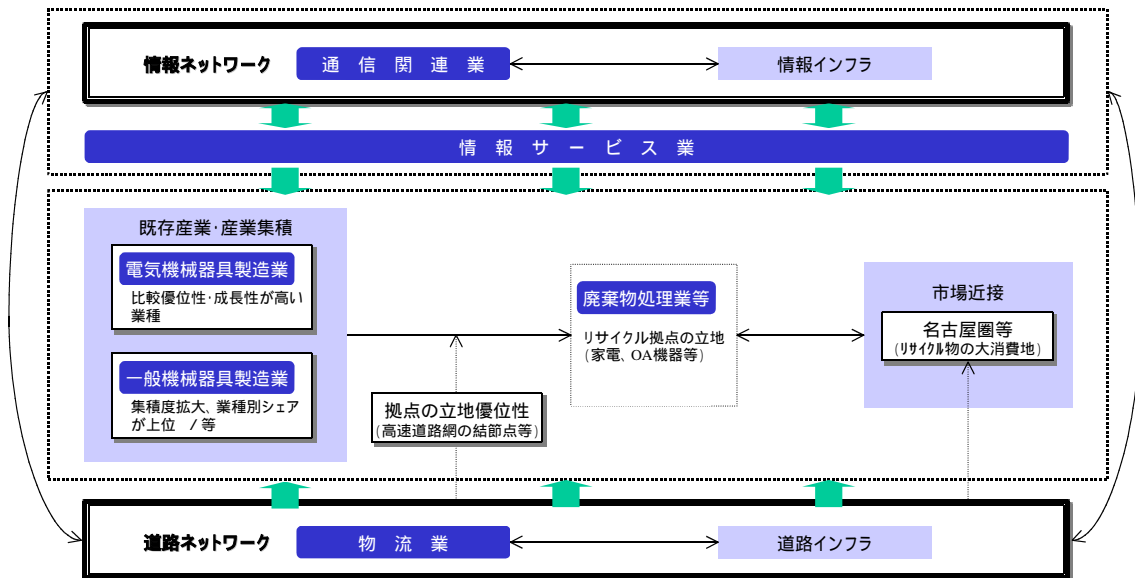 情報ネットワーク
通信関連業
情報インフラ
情報サービス業
既存産業・産業集積
電気機械器具製造業
比較優位性・成長性が高い
業種
一般機械器具製造業
集積度拡大、業種別シェア
が上位 / 等
拠点の立地優位性
(高速道路網の結節点等)
廃棄物処理業等
リサイクル拠点の立地
(家電、OA機器等)
市場近接
名古屋圏等
(リサイクル物の大消費地)
道路ネットワーク
物流業
道路インフラ